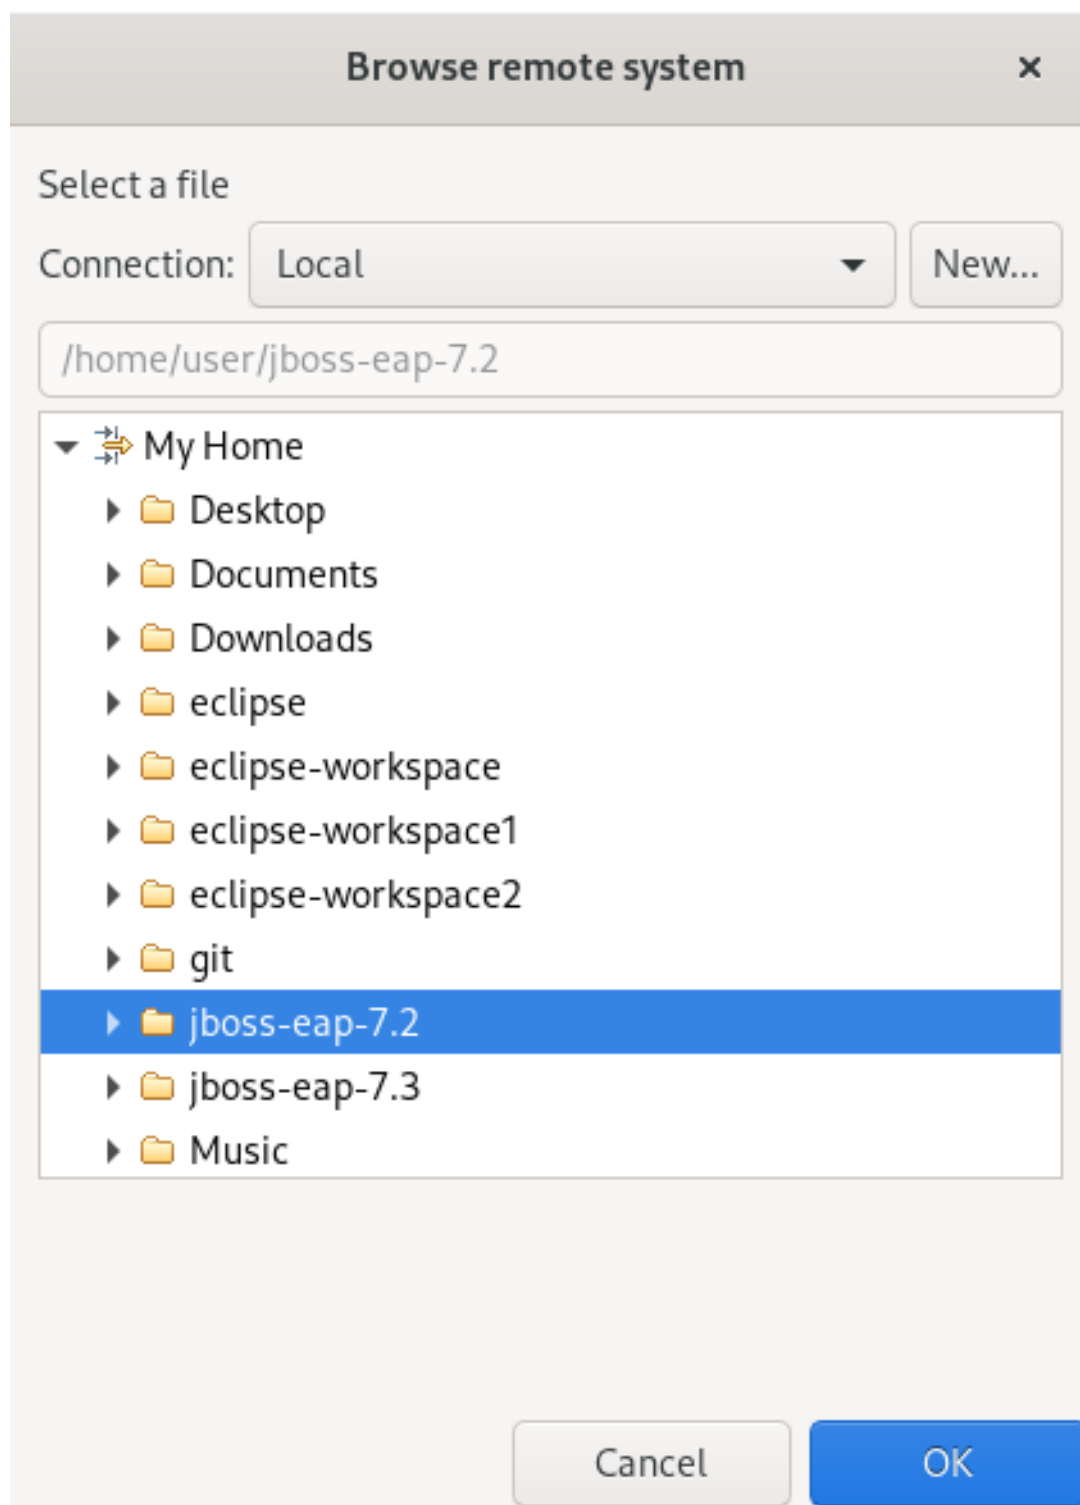 Browse remote system
Select a file
Connection: Local New...
/home/user/jboss-eap-7.2
My Home
Desktop
Documents
Downloads
eclipse
eclipse-workspace
eclipse-workspace1
eclipse-workspace2
git
jboss-eap-7.2
jboss-eap-7.3
Music
Cancel OK